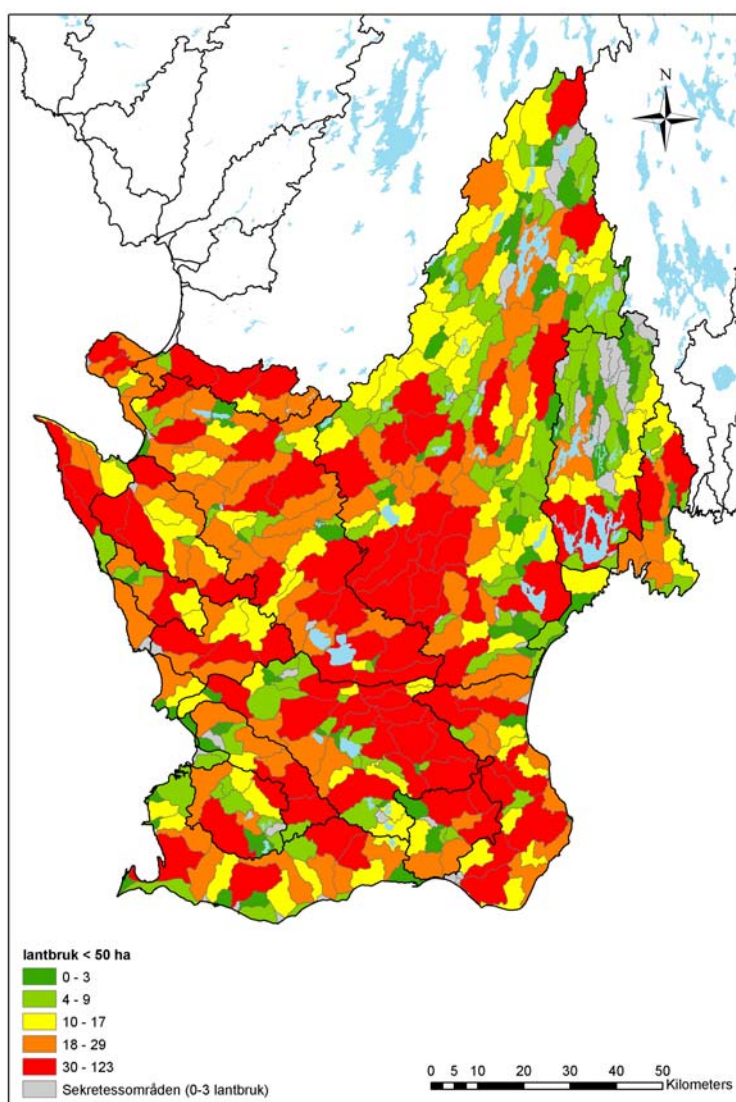 N
lantbruk < 50 ha
0 - 3
4 - 9
10 - 17
18 - 29
30 - 123
Sekretessområden (0-3 lantbruk)
0 5 10 20 30 40 50
Kilometers